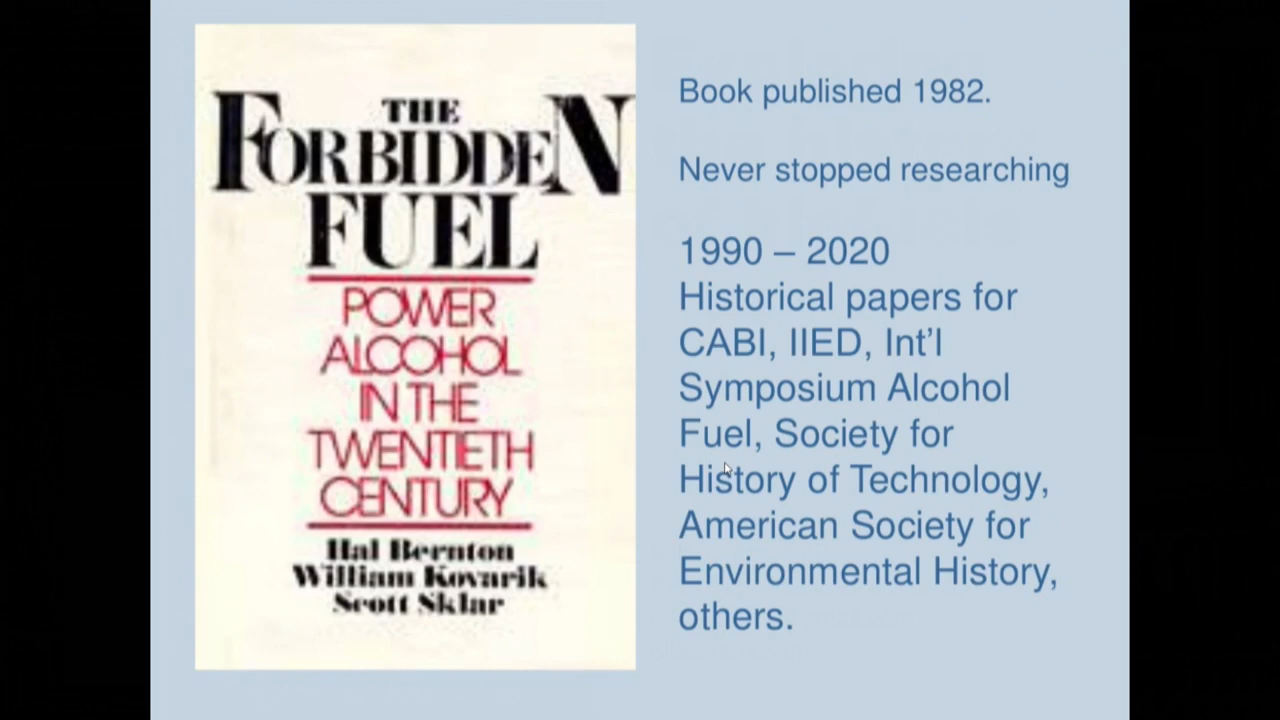 THE
FORBIDDEN
FUEL
POWER
ALCOHOL
IN THE
TWENTIETH
CENTURY
Hal Bernton
William Kovarik
Scott Sklar
Book published 1982.
Never stopped researching
1990 – 2020
Historical papers for
CABI, IIED, Int'l
Symposium Alcohol
Fuel, Society for
History of Technology,
American Society for
Environmental History,
others.